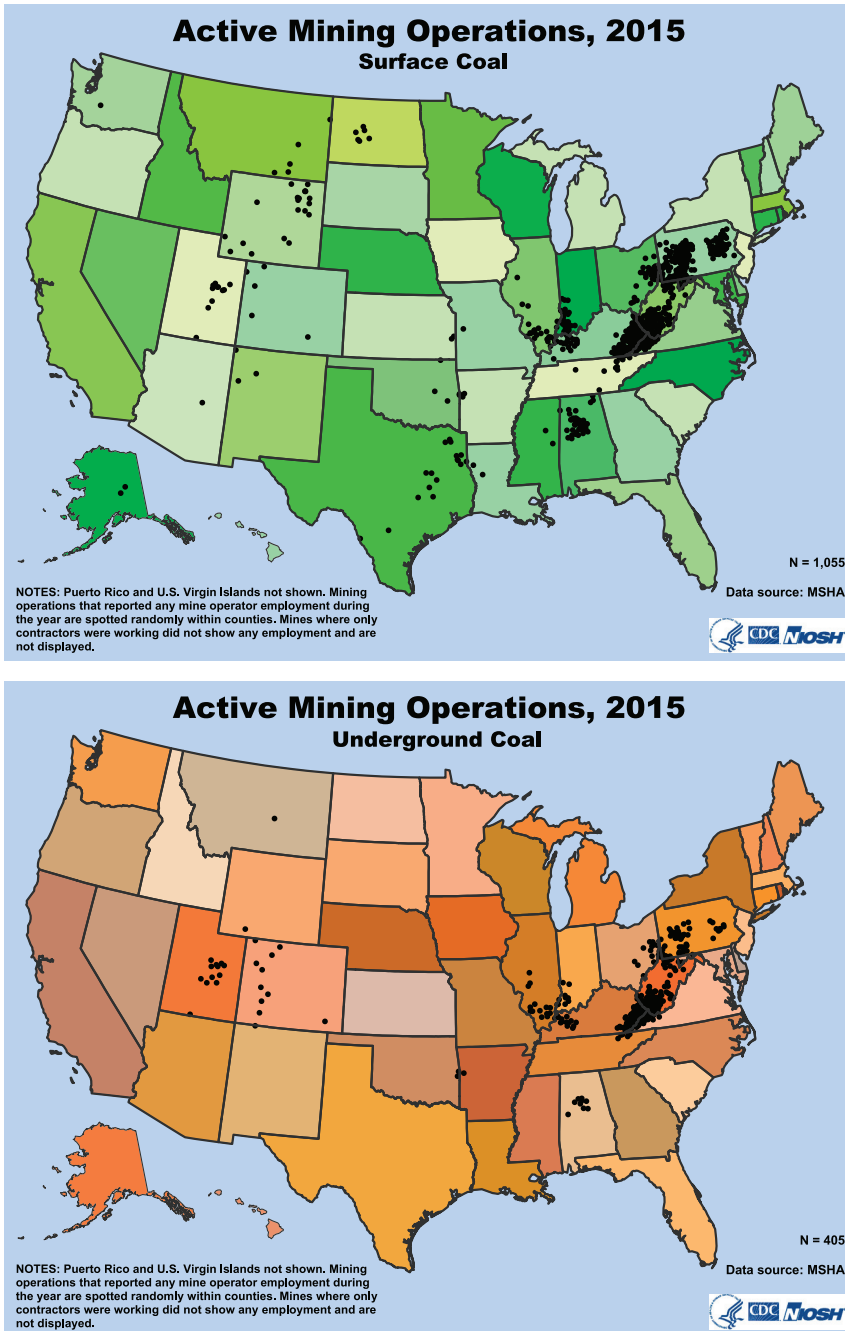 Active Mining Operations, 2015
Surface Coal
N = 1,055
NOTES: Puerto Rico and U.S. Virgin Islands not shown. Mining
operations that reported any mine operator employment during
the year are spotted randomly within counties. Mines where only
contractors were working did not show any employment and are
not displayed.
Data source: MSHA
CDC NIOSH
Active Mining Operations, 2015
Underground Coal
N = 405
NOTES: Puerto Rico and U.S. Virgin Islands not shown. Mining
operations that reported any mine operator employment during
the year are spotted randomly within counties. Mines where only
contractors were working did not show any employment and are
not displayed.
Data source: MSHA
CDC NIOSH